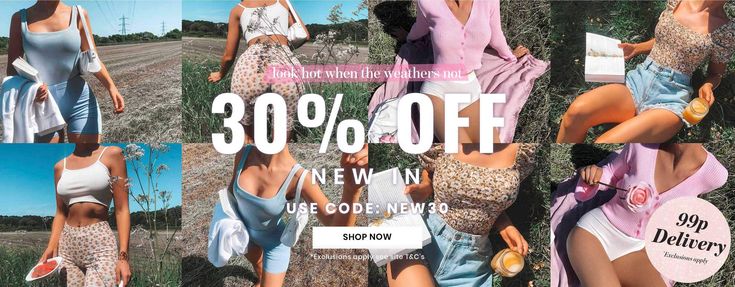 look hot when the weathers not
30% OFF
NEW IN
USE CODE: NEW30
SHOP NOW
*Exclusions apply see site T&C's
99p
Delivery
*Exclusions apply